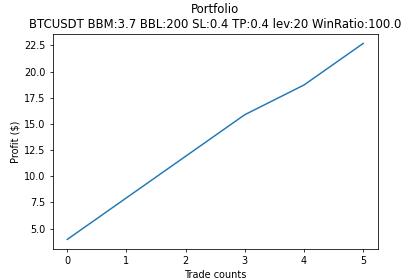 Portfolio
BTCUSDT BBM:3.7 BBL:200 SL:0.4 TP:0.4 lev:20 WinRatio:100.0
22.5
20.0
17.5
15.0
12.5
10.0
7.5
5.0
Profit ($)
0 1 2 3 4 5
Trade counts